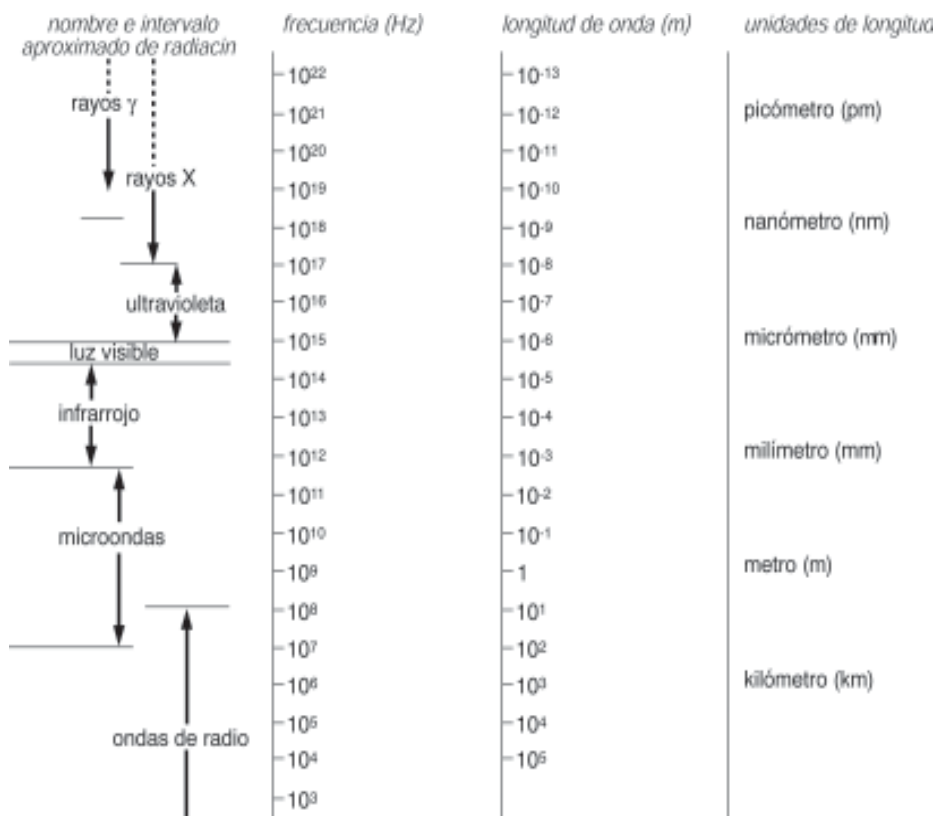 nombre e intervalo
aproximado de radiacín
frecuencia (Hz)
longitud de onda (m)
unidades de longitud
rayos γ
rayos X
ultravioleta
luz visible
infrarrojo
microondas
ondas de radio
10²²
10²¹
10²⁰
10¹⁹
10¹⁸
10¹⁷
10¹⁶
10¹⁵
10¹⁴
10¹³
10¹²
10¹¹
10¹⁰
10⁹
10⁸
10⁷
10⁶
10⁵
10⁴
10³
10⁻¹³
10⁻¹²
10⁻¹¹
10⁻¹⁰
10⁻⁹
10⁻⁸
10⁻⁷
10⁻⁶
10⁻⁵
10⁻⁴
10⁻³
10⁻²
10⁻¹
1
10¹
10²
10³
10⁴
10⁵
picómetro (pm)
nanómetro (nm)
micrómetro (mm)
milímetro (mm)
metro (m)
kilómetro (km)